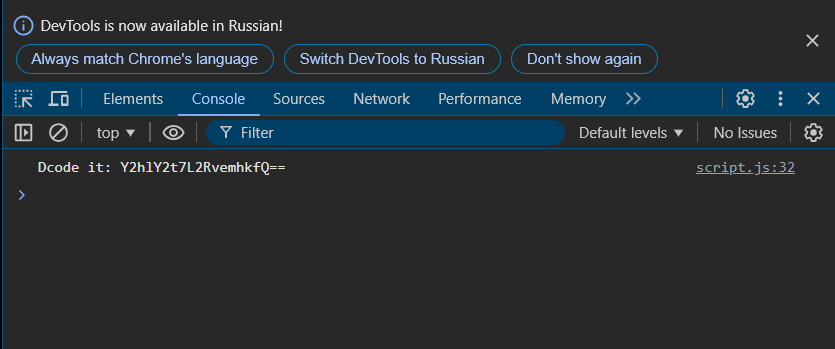 DevTools is now available in Russian!
Always match Chrome's language Switch DevTools to Russian Don't show again
Elements Console Sources Network Performance Memory
top Filter Default levels No Issues
Dcode it: Y2hlY2t7L2RvemhkfQ== script.js:32